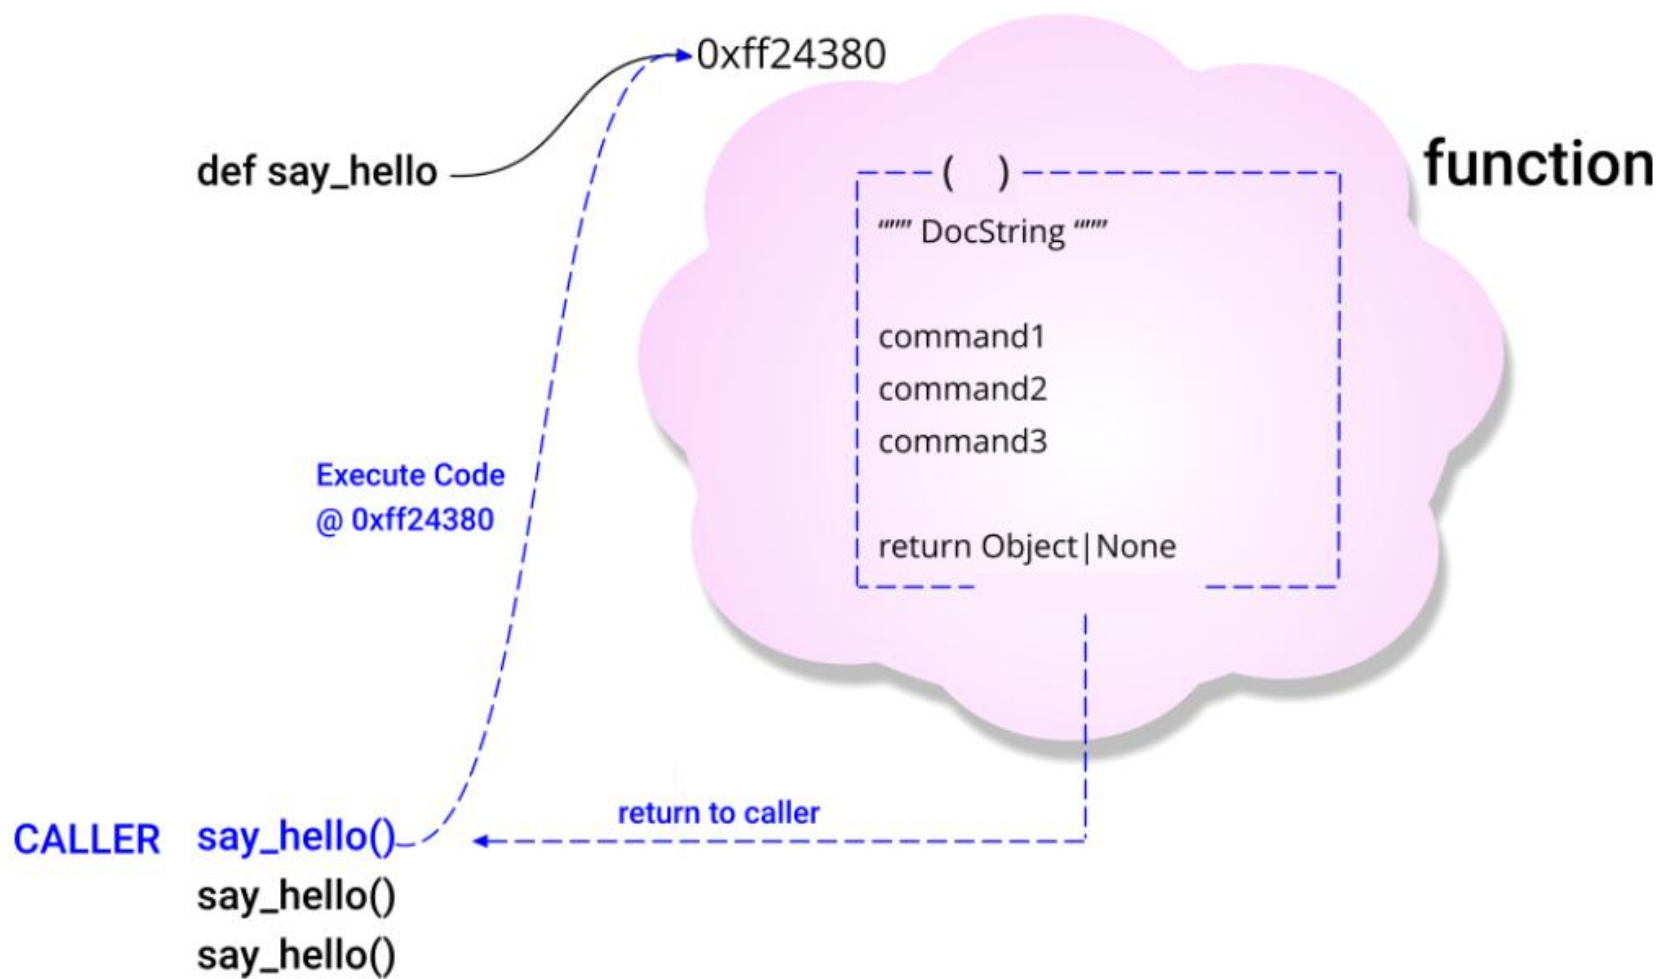 0xff24380
def say_hello
function
( )
“”” DocString “””
command1
command2
command3
return Object|None
Execute Code
@ 0xff24380
return to caller
CALLER say_hello()
say_hello()
say_hello()